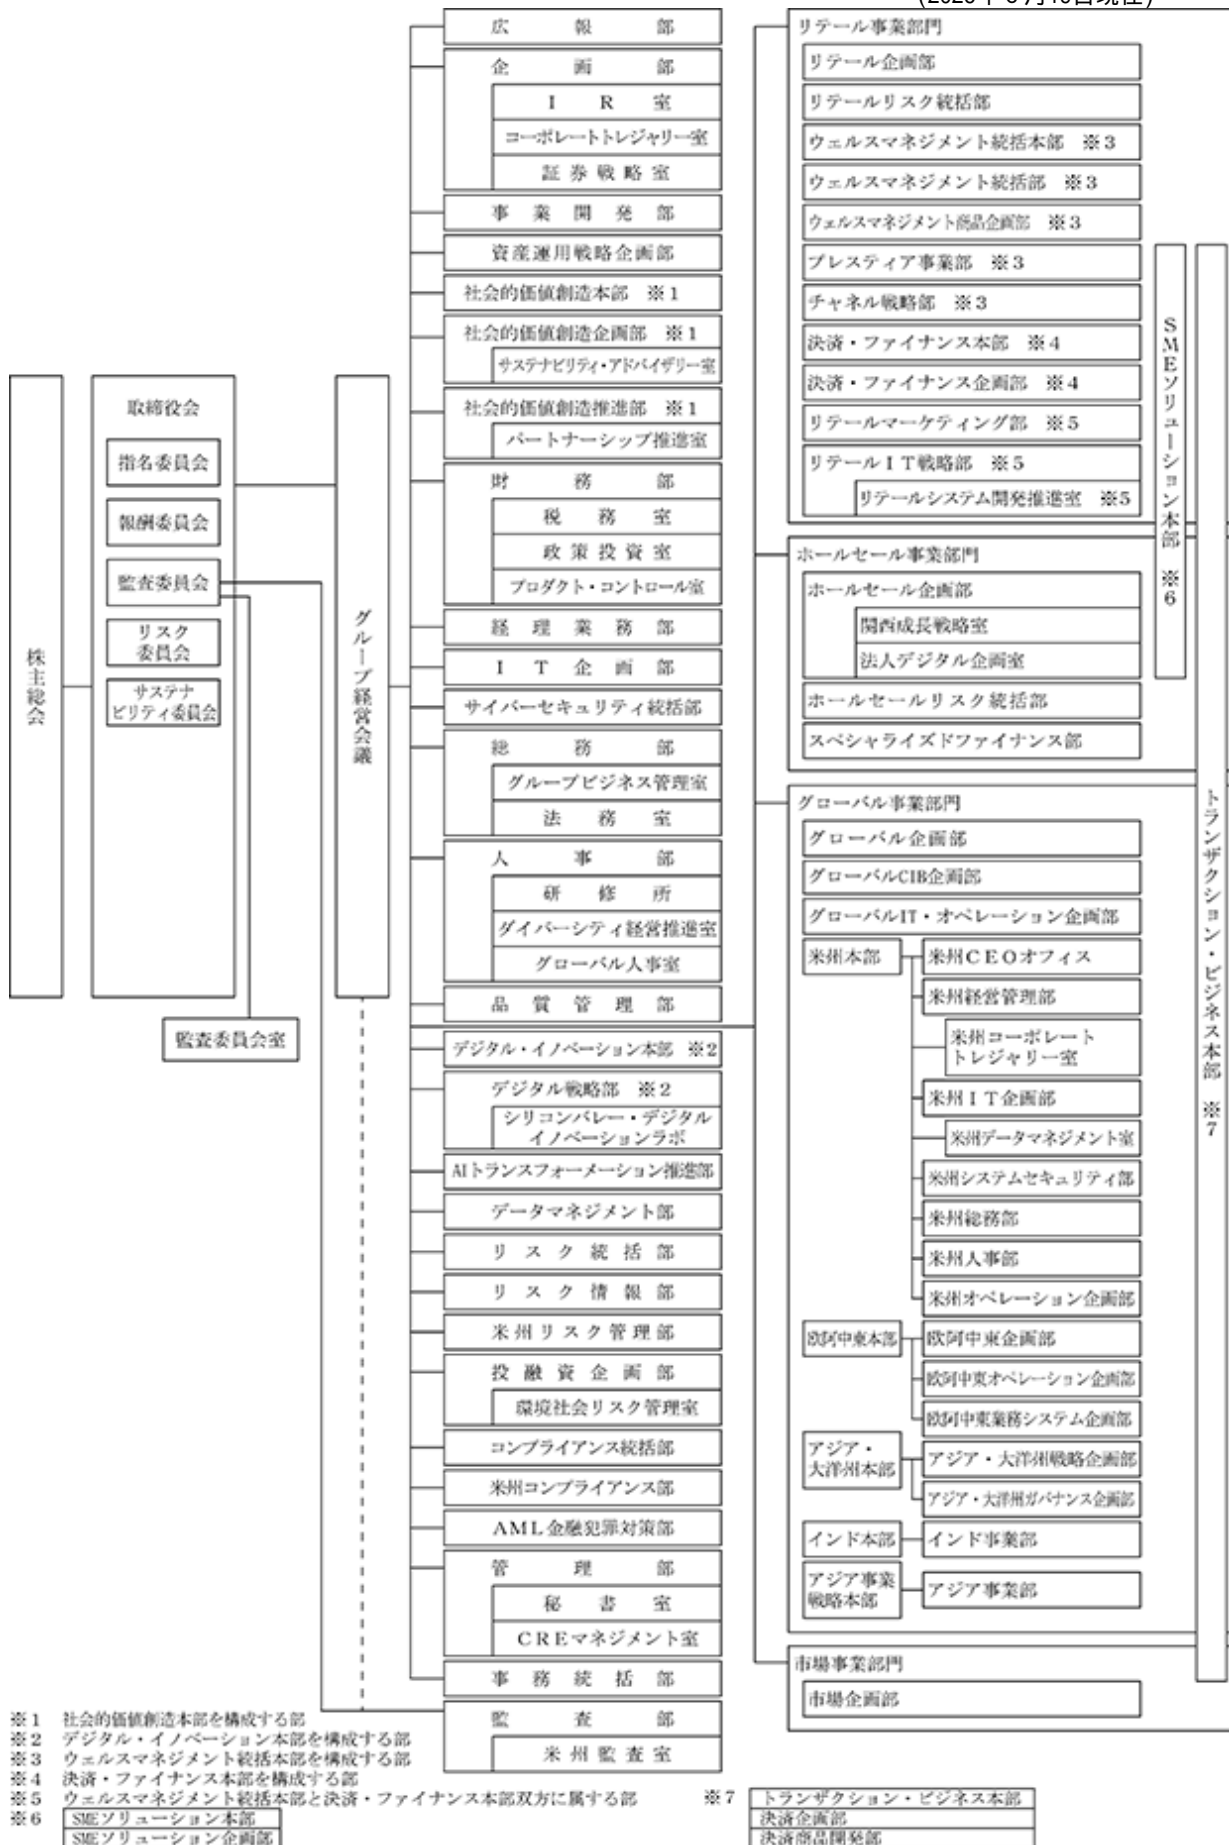 株主総会
取締役会
指名委員会
報酬委員会
監査委員会
リスク
委員会
サステナ
ビリティ委員会
監査委員会室
グループ経営会議
広報部
企画部
IR室
コーポレートトレジャリー室
証券戦略室
事業開発部
資産運用戦略企画部
社会的価値創造本部 ※1
社会的価値創造企画部 ※1
サステナビリティ・アドバイザリー室
社会的価値創造推進部 ※1
パートナーシップ推進室
財務部
税務室
政策投資室
プロダクト・コントロール室
経理業務部
IT企画部
サイバーセキュリティ統括部
総務部
グループビジネス管理室
法務室
人事部
研修所
ダイバーシティ経営推進室
グローバル人事室
品質管理部
デジタル・イノベーション本部 ※2
デジタル戦略部 ※2
シリコンバレー・デジタル
イノベーションラボ
AIトランスフォーメーション推進部
データマネジメント部
リスク統括部
リスク情報部
米州リスク管理部
投融資企画部
環境社会リスク管理室
コンプライアンス統括部
米州コンプライアンス部
AML金融犯罪対策部
管理部
秘書室
CREマネジメント室
事務統括部
監査部
米州監査室
リテール事業部門
リテール企画部
リテールリスク統括部
ウェルスマネジメント統括本部 ※3
ウェルスマネジメント統括部 ※3
ウェルスマネジメント商品企画部 ※3
プレスティア事業部 ※3
チャネル戦略部 ※3
決済・ファイナンス本部 ※4
決済・ファイナンス企画部 ※4
リテールマーケティング部 ※5
リテールIT戦略部 ※5
リテールシステム開発推進室 ※5
ホールセール事業部門
ホールセール企画部
関西成長戦略室
法人デジタル企画室
ホールセールリスク統括部
スペシャライズドファイナンス部
SMEソリューション本部 ※6
グローバル事業部門
グローバル企画部
グローバルCIB企画部
グローバルIT・オペレーション企画部
米州本部
米州CEOオフィス
米州経営管理部
米州コーポレート
トレジャリー室
米州IT企画部
米州データマネジメント室
米州システムセキュリティ部
米州総務部
米州人事部
米州オペレーション企画部
欧阿中東本部
欧阿中東企画部
欧阿中東オペレーション企画部
欧阿中東業務システム企画部
アジア・
大洋州本部
アジア・大洋州戦略企画部
アジア・大洋州ガバナンス企画部
インド本部
インド事業部
アジア事業
戦略本部
アジア事業部
市場事業部門
市場企画部
トランザクション・ビジネス本部 ※7
※1 社会的価値創造本部を構成する部
※2 デジタル・イノベーション本部を構成する部
※3 ウェルスマネジメント統括本部を構成する部
※4 決済・ファイナンス本部を構成する部
※5 ウェルスマネジメント統括本部と決済・ファイナンス本部双方に属する部
※6 SMEソリューション本部
SMEソリューション企画部
※7 トランザクション・ビジネス本部
決済企画部
決済商品開発部